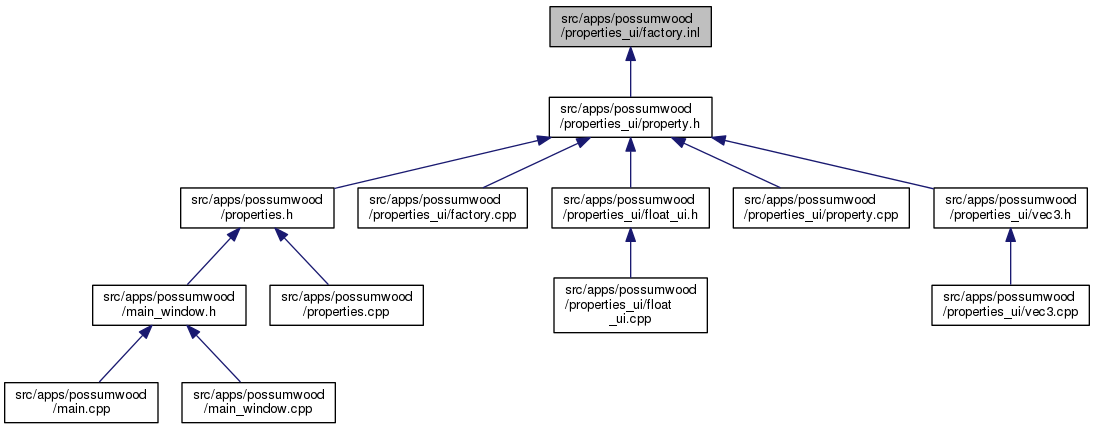 src/apps/possumwood
/properties_ui/factory.inl
src/apps/possumwood
/properties_ui/property.h
src/apps/possumwood
/properties.h
src/apps/possumwood
/properties_ui/factory.cpp
src/apps/possumwood
/properties_ui/float_ui.h
src/apps/possumwood
/properties_ui/property.cpp
src/apps/possumwood
/properties_ui/vec3.h
src/apps/possumwood
/main_window.h
src/apps/possumwood
/properties.cpp
src/apps/possumwood
/properties_ui/float
_ui.cpp
src/apps/possumwood
/properties_ui/vec3.cpp
src/apps/possumwood
/main.cpp
src/apps/possumwood
/main_window.cpp